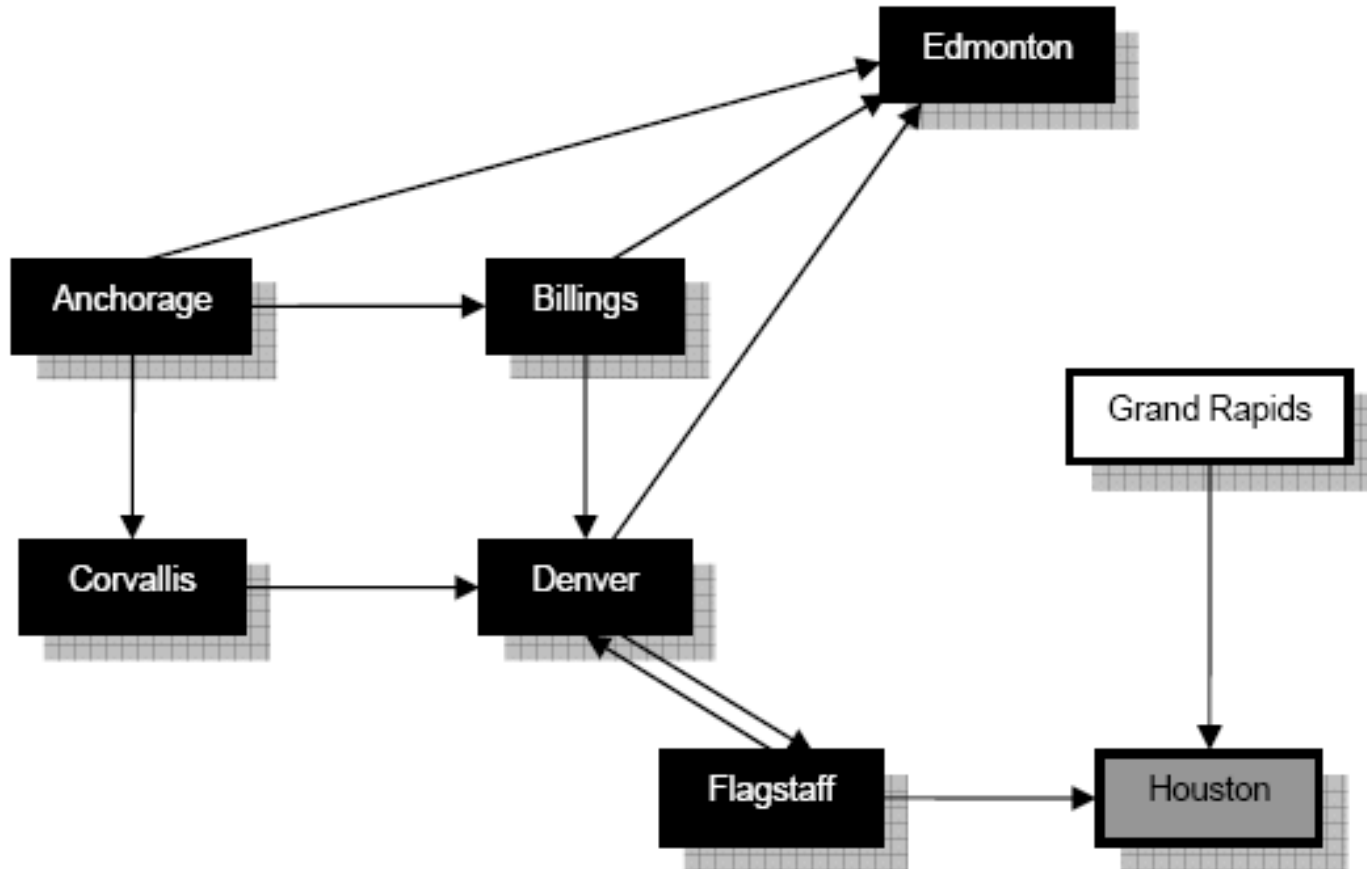 Edmonton
Anchorage
Billings
Grand Rapids
Corvallis
Denver
Flagstaff
Houston